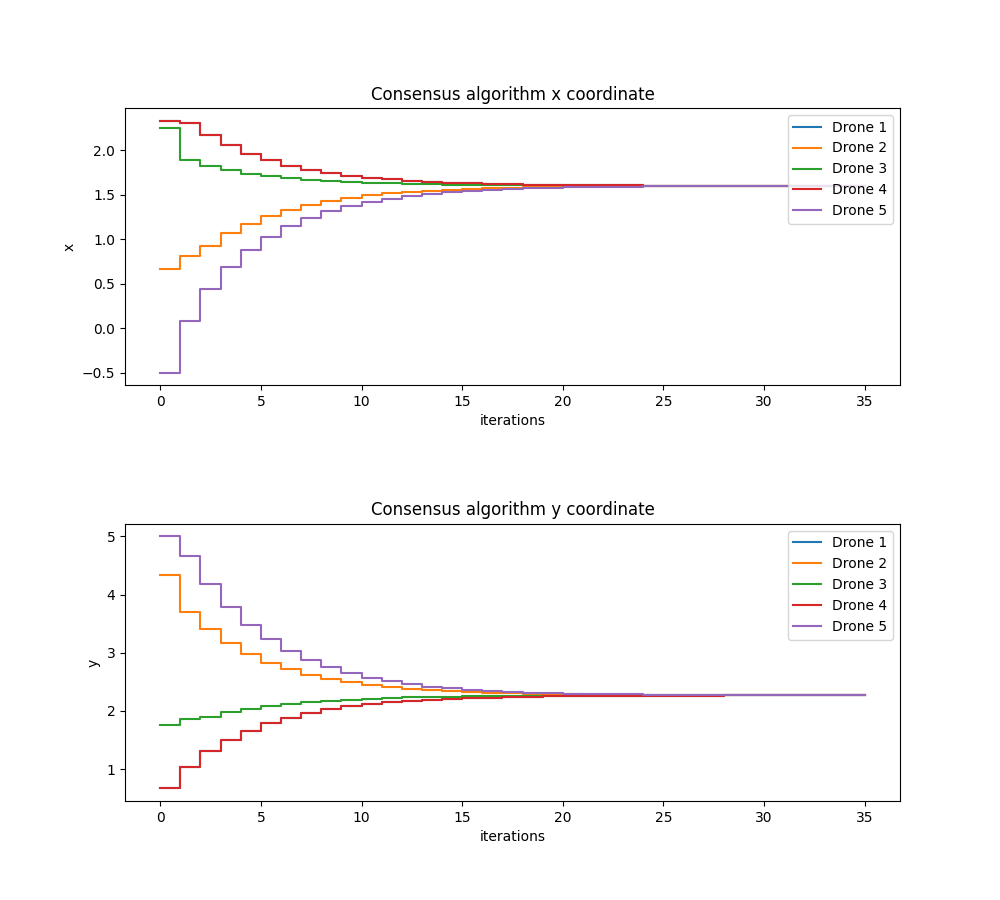 Consensus algorithm x coordinate
x
2.0
1.5
1.0
0.5
0.0
−0.5
Drone 1
Drone 2
Drone 3
Drone 4
Drone 5
0 5 10 15 20 25 30 35
iterations
Consensus algorithm y coordinate
y
5
4
3
2
1
Drone 1
Drone 2
Drone 3
Drone 4
Drone 5
0 5 10 15 20 25 30 35
iterations